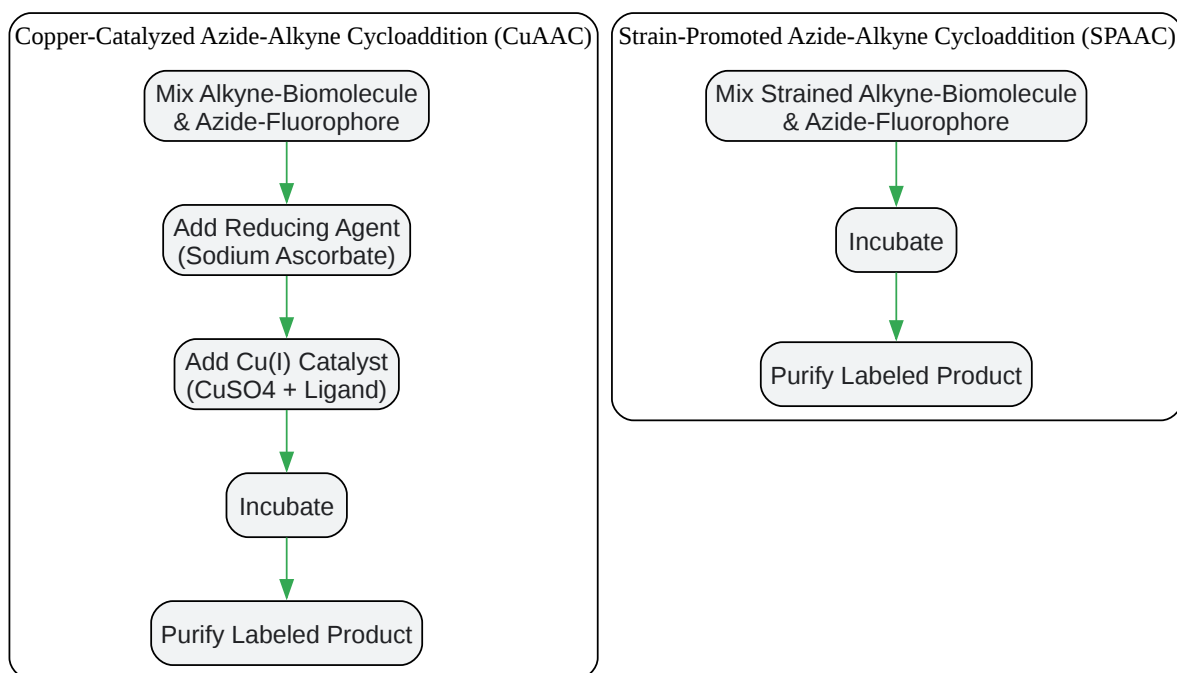 Copper-Catalyzed Azide-Alkyne Cycloaddition (CuAAC)
Mix Alkyne-Biomolecule
& Azide-Fluorophore
Add Reducing Agent
(Sodium Ascorbate)
Add Cu(I) Catalyst
(CuSO4 + Ligand)
Incubate
Purify Labeled Product
Strain-Promoted Azide-Alkyne Cycloaddition (SPAAC)
Mix Strained Alkyne-Biomolecule
& Azide-Fluorophore
Incubate
Purify Labeled Product